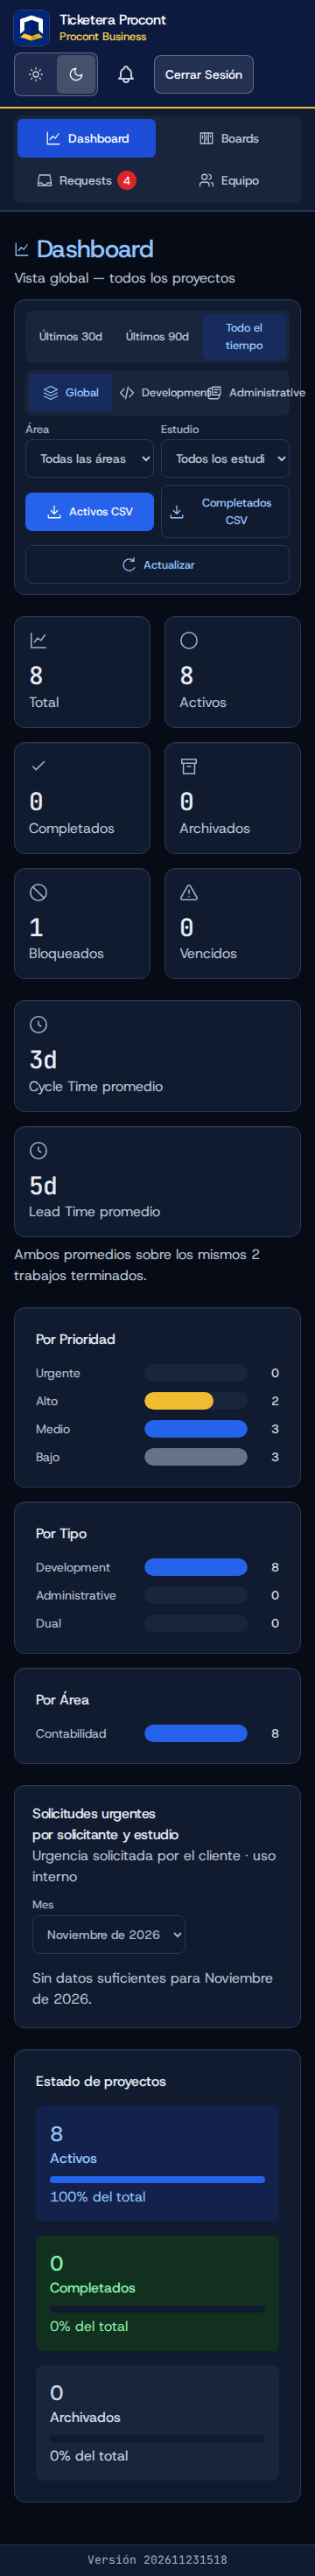 Ticketera Procont
Procont Business
Cerrar Sesión
Dashboard
Boards
Requests 4
Equipo
Dashboard
Vista global — todos los proyectos
Últimos 30d
Últimos 90d
Todo el
tiempo
Global
Development
Administrative
Área
Estudio
Todas las áreas
Todos los estudi
Activos CSV
Completados
CSV
Actualizar
8
Total
8
Activos
0
Completados
0
Archivados
1
Bloqueados
0
Vencidos
3d
Cycle Time promedio
5d
Lead Time promedio
Ambos promedios sobre los mismos 2
trabajos terminados.
Por Prioridad
Urgente 0
Alto 2
Medio 3
Bajo 3
Por Tipo
Development 8
Administrative 0
Dual 0
Por Área
Contabilidad 8
Solicitudes urgentes
por solicitante y estudio
Urgencia solicitada por el cliente · uso
interno
Mes
Noviembre de 2026
Sin datos suficientes para Noviembre
de 2026.
Estado de proyectos
8
Activos
100% del total
0
Completados
0% del total
0
Archivados
0% del total
Versión 202611231518